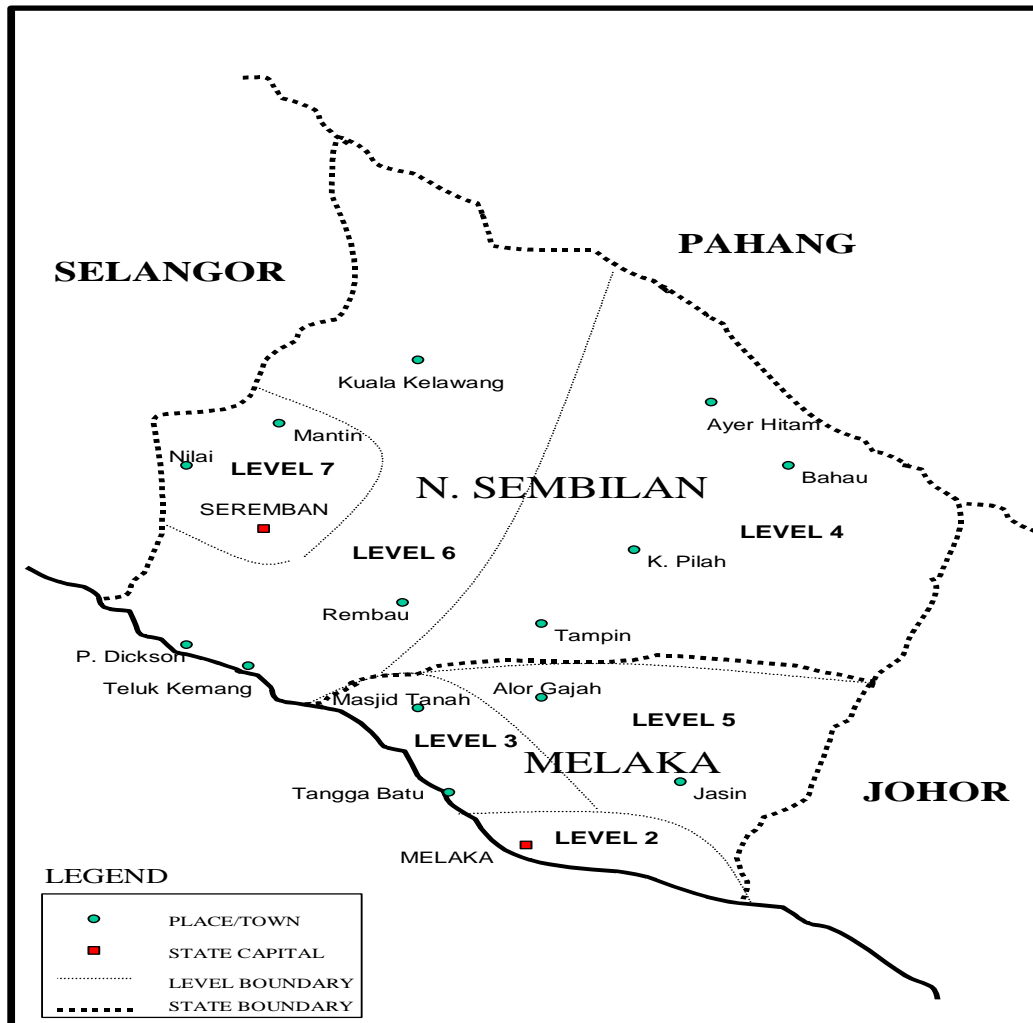 PAHANG
SELANGOR
Kuala Kelawang
Ayer Hitam
Mantin
Nilai
LEVEL 7
Bahau
N. SEMBILAN
SEREMBAN
LEVEL 4
LEVEL 6
K. Pilah
Rembau
Tampin
P. Dickson
Teluk Kemang
Alor Gajah
Masjid Tanah
LEVEL 5
LEVEL 3
MELAKA
Tangga Batu
Jasin
JOHOR
LEVEL 2
MELAKA
LEGEND
PLACE/TOWN
STATE CAPITAL
LEVEL BOUNDARY
STATE BOUNDARY